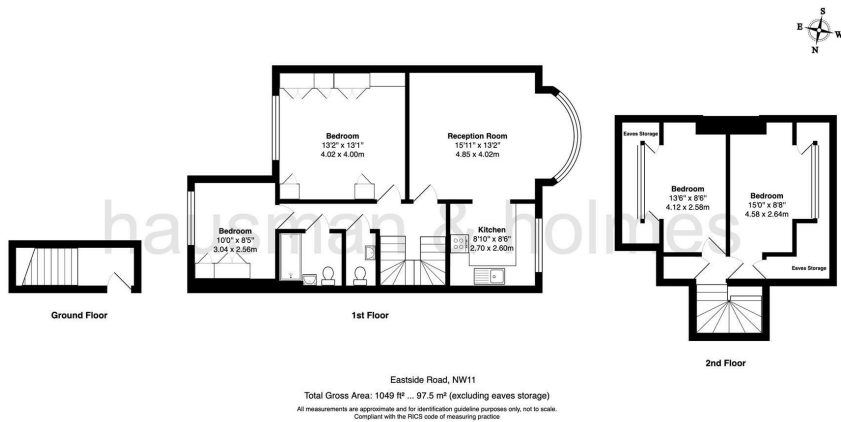 S
E
W
N
Eaves Storage
Bedroom
13'2" x 13'1"
4.02 x 4.00m
Reception Room
15'11" x 13'2"
4.85 x 4.02m
Bedroom
13'6" x 8'6"
4.12 x 2.58m
Bedroom
15'0" x 8'8"
4.58 x 2.64m
hausman & holmes
Bedroom
10'0" x 8'5"
3.04 x 2.56m
Kitchen
8'10" x 8'6"
2.70 x 2.60m
Eaves Storage
Ground Floor
1st Floor
2nd Floor
Eastside Road, NW11
Total Gross Area: 1049 ft² ... 97.5 m² (excluding eaves storage)
All measurements are approximate and for identification guideline purposes only, not to scale.
Compliant with the RICS code of measuring practice